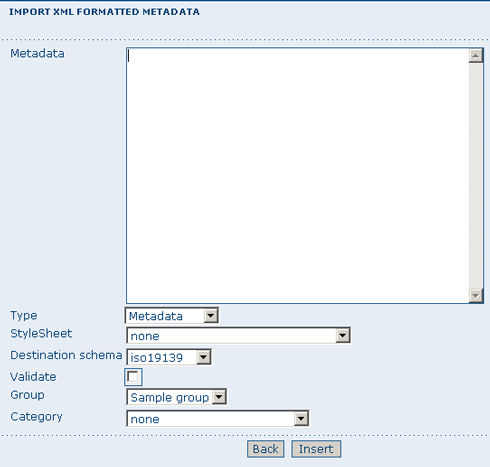 IMPORT XML FORMATTED METADATA
Metadata
Type Metadata
StyleSheet none
Destination schema iso19139
Validate
Group Sample group
Category none
Back Insert